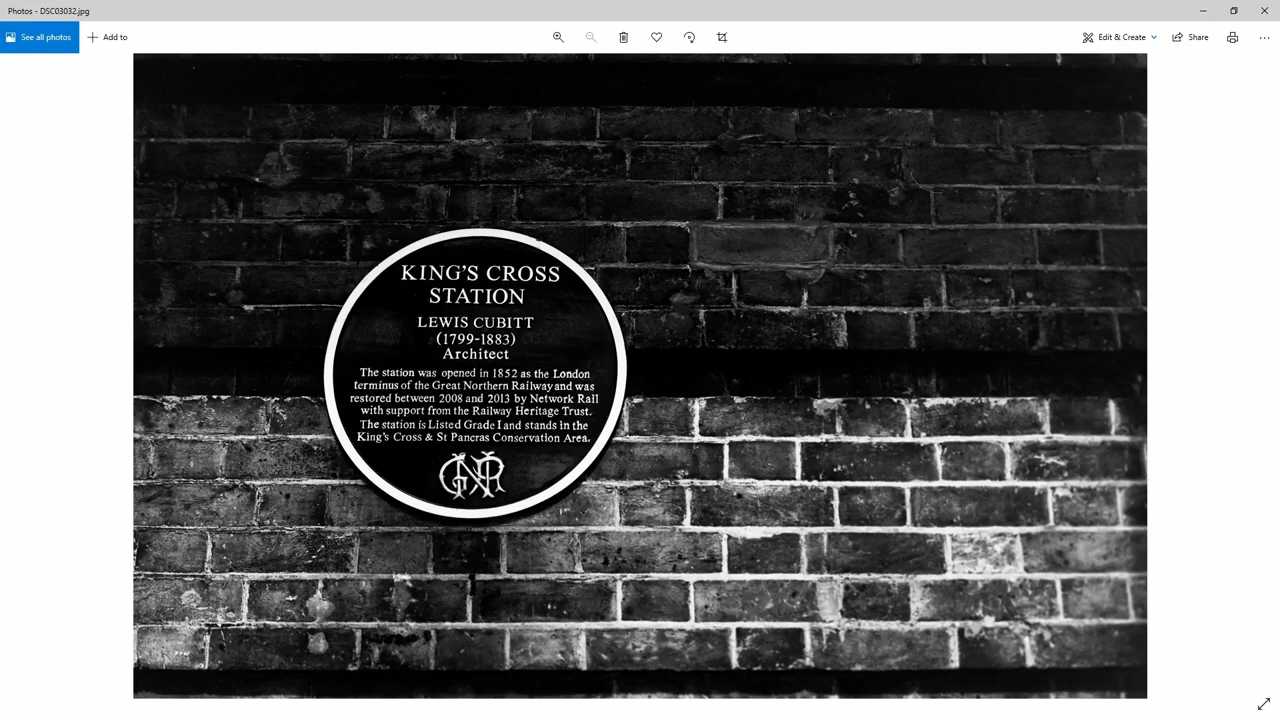 Photos - DSC03032.jpg
See all photos
Add to
Edit & Create
Share
KING'S CROSS
STATION
LEWIS CUBITT
(1799-1883)
Architect
The station was opened in 1852 as the London
terminus of the Great Northern Railway and was
restored between 2008 and 2013 by Network Rail
with support from the Railway Heritage Trust.
The station is Listed Grade I and stands in the
King's Cross & St Pancras Conservation Area.
GNR